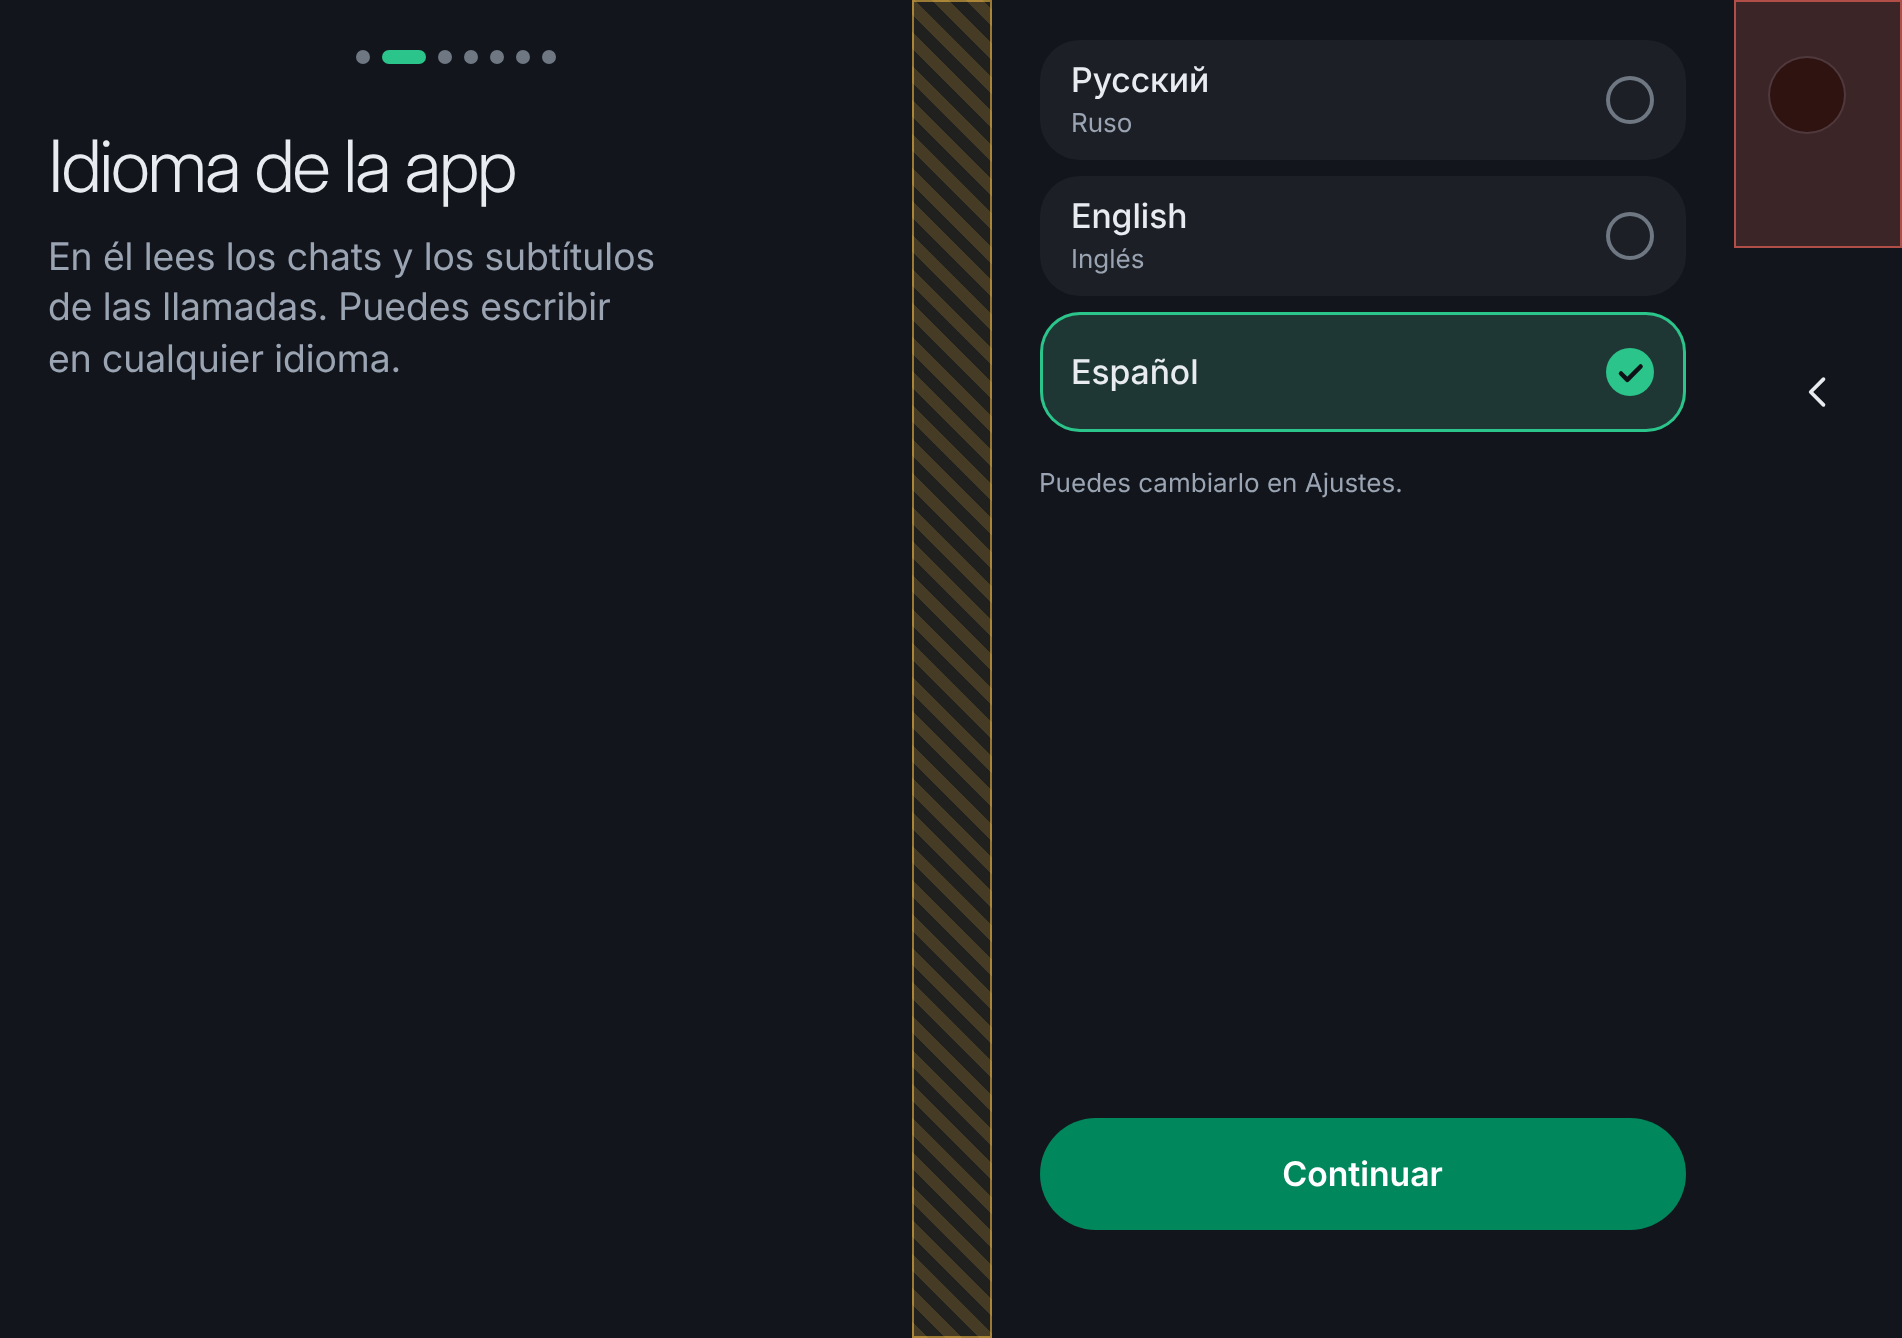 Idioma de la app
En él lees los chats y los subtítulos
de las llamadas. Puedes escribir
en cualquier idioma.
Русский
Ruso
English
Inglés
Español
Puedes cambiarlo en Ajustes.
Continuar